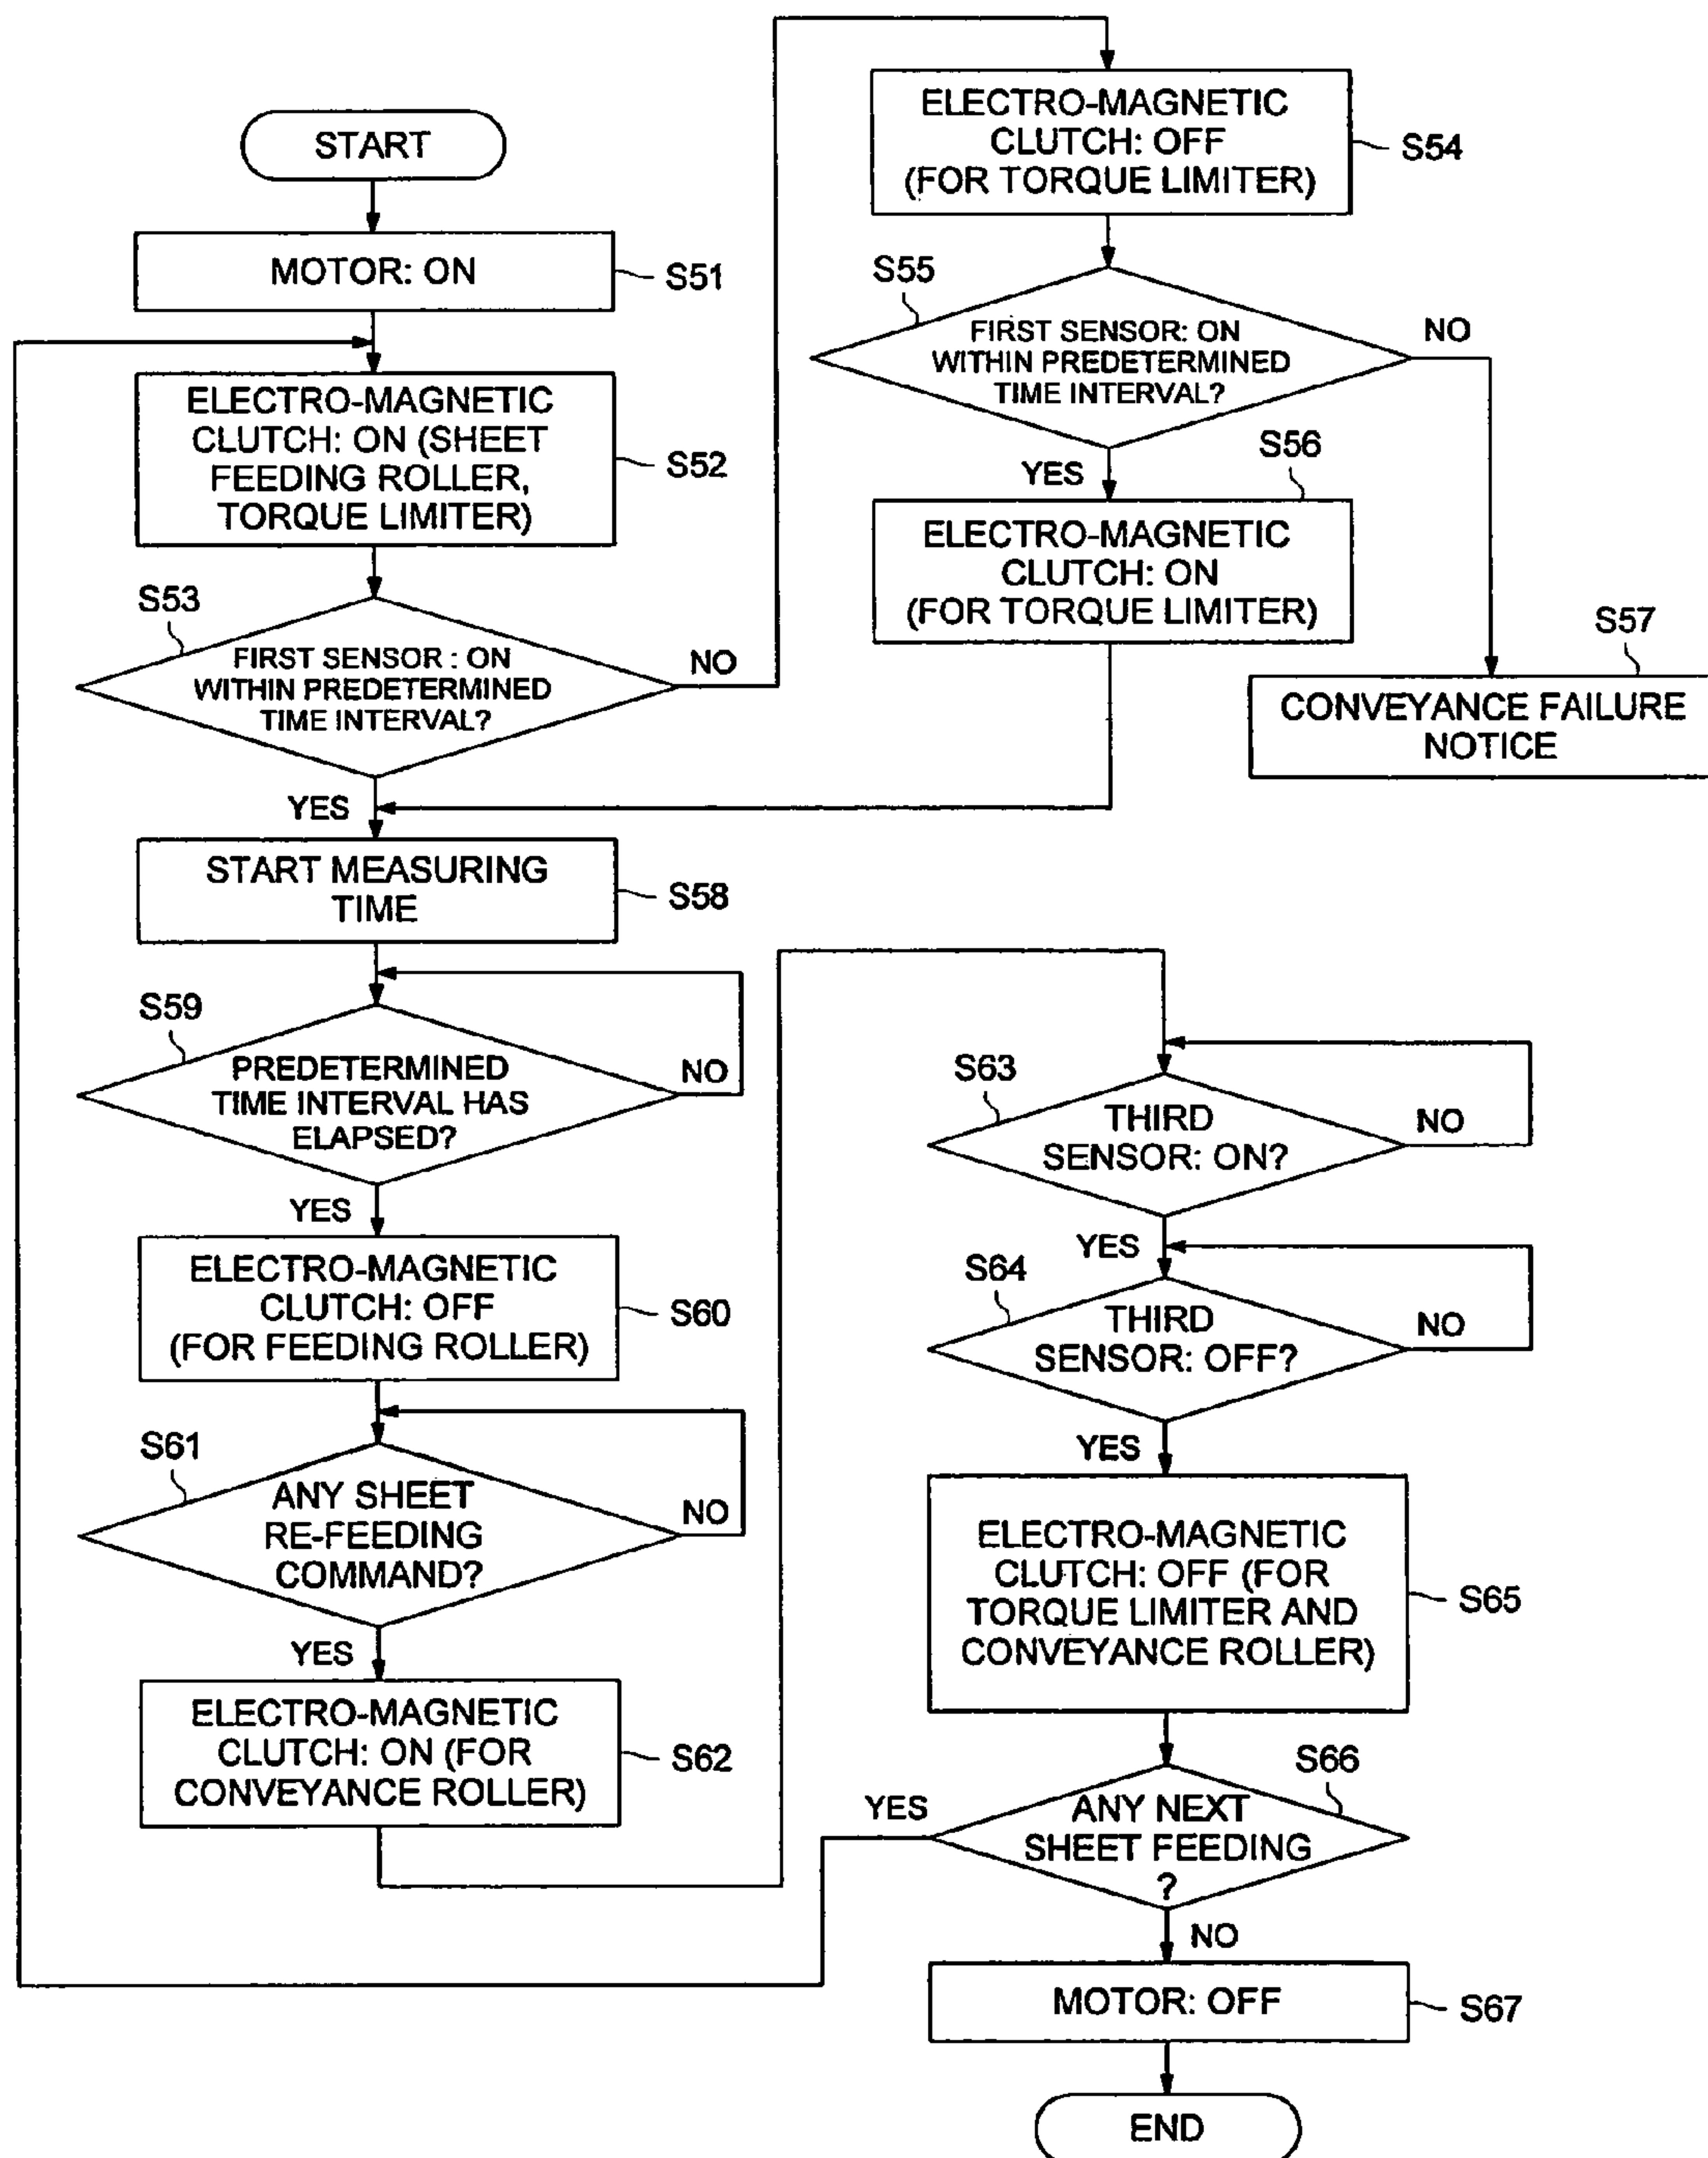 START
MOTOR: ON
S51
ELECTRO-MAGNETIC
CLUTCH: ON (SHEET
FEEDING ROLLER,
TORQUE LIMITER)
S52
S53
FIRST SENSOR : ON
WITHIN PREDETERMINED
TIME INTERVAL?
NO
YES
ELECTRO-MAGNETIC
CLUTCH: OFF
(FOR TORQUE LIMITER)
S54
S55
FIRST SENSOR: ON
WITHIN PREDETERMINED
TIME INTERVAL?
NO
YES
S56
ELECTRO-MAGNETIC
CLUTCH: ON
(FOR TORQUE LIMITER)
S57
CONVEYANCE FAILURE
NOTICE
START MEASURING
TIME
S58
S59
PREDETERMINED
TIME INTERVAL HAS
ELAPSED?
NO
YES
ELECTRO-MAGNETIC
CLUTCH: OFF
(FOR FEEDING ROLLER)
S60
S61
ANY SHEET
RE-FEEDING
COMMAND?
NO
YES
ELECTRO-MAGNETIC
CLUTCH: ON (FOR
CONVEYANCE ROLLER)
S62
S63
THIRD
SENSOR: ON?
NO
YES
S64
THIRD
SENSOR: OFF?
NO
YES
ELECTRO-MAGNETIC
CLUTCH: OFF (FOR
TORQUE LIMITER AND
CONVEYANCE ROLLER)
S65
S66
ANY NEXT
SHEET FEEDING
?
YES
NO
MOTOR: OFF
S67
END